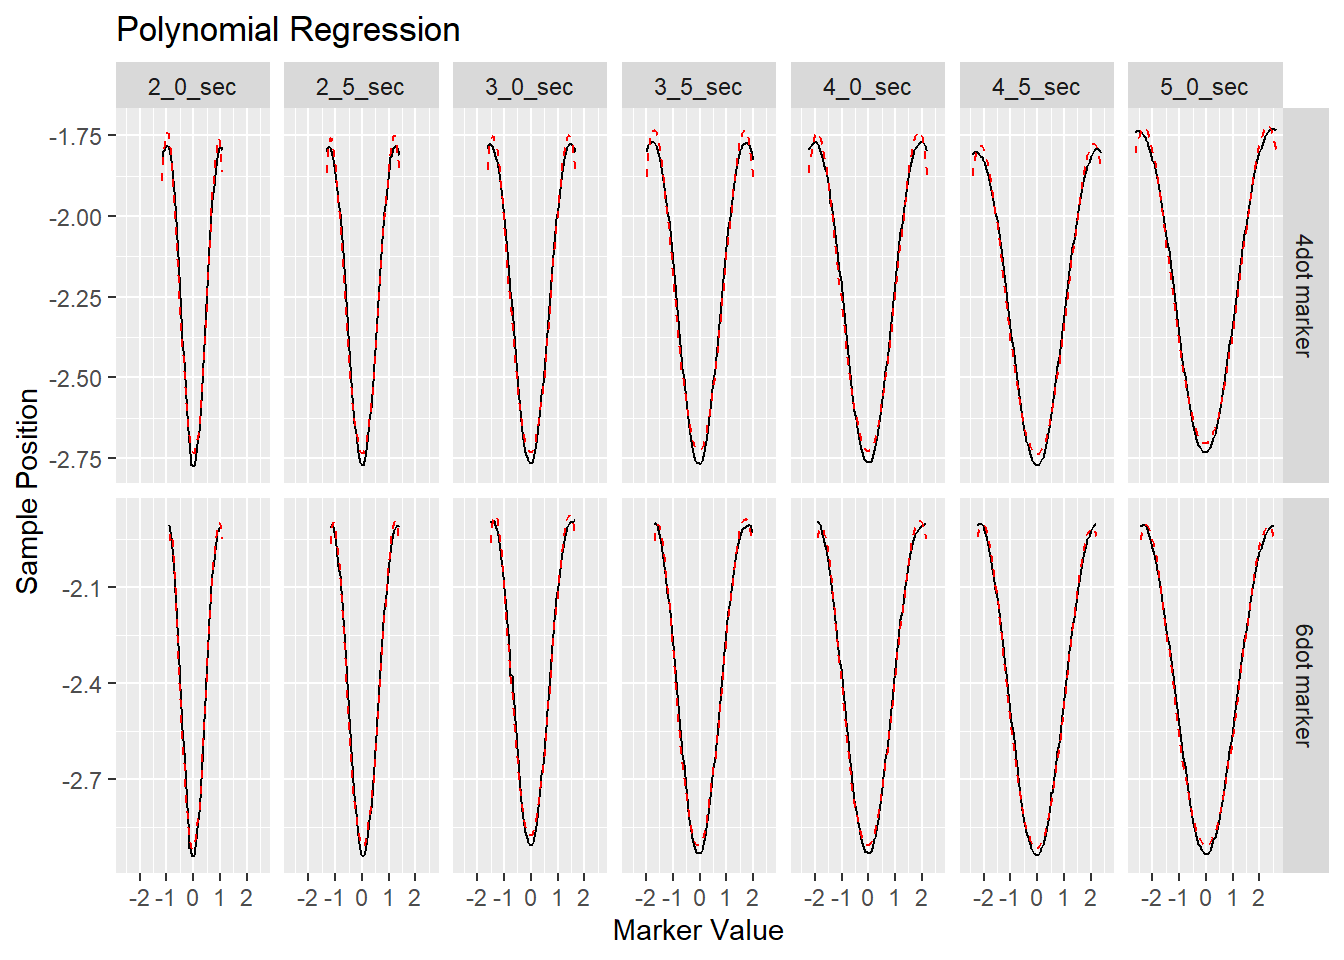 Polynomial Regression
2_0_sec 2_5_sec 3_0_sec 3_5_sec 4_0_sec 4_5_sec 5_0_sec
-1.75
-2.00
-2.25
-2.50
-2.75
4dot marker
Sample Position
-2.1
-2.4
-2.7
6dot marker
-2 -1 0 1 2 -2 -1 0 1 2 -2 -1 0 1 2 -2 -1 0 1 2 -2 -1 0 1 2 -2 -1 0 1 2 -2 -1 0 1 2
Marker Value